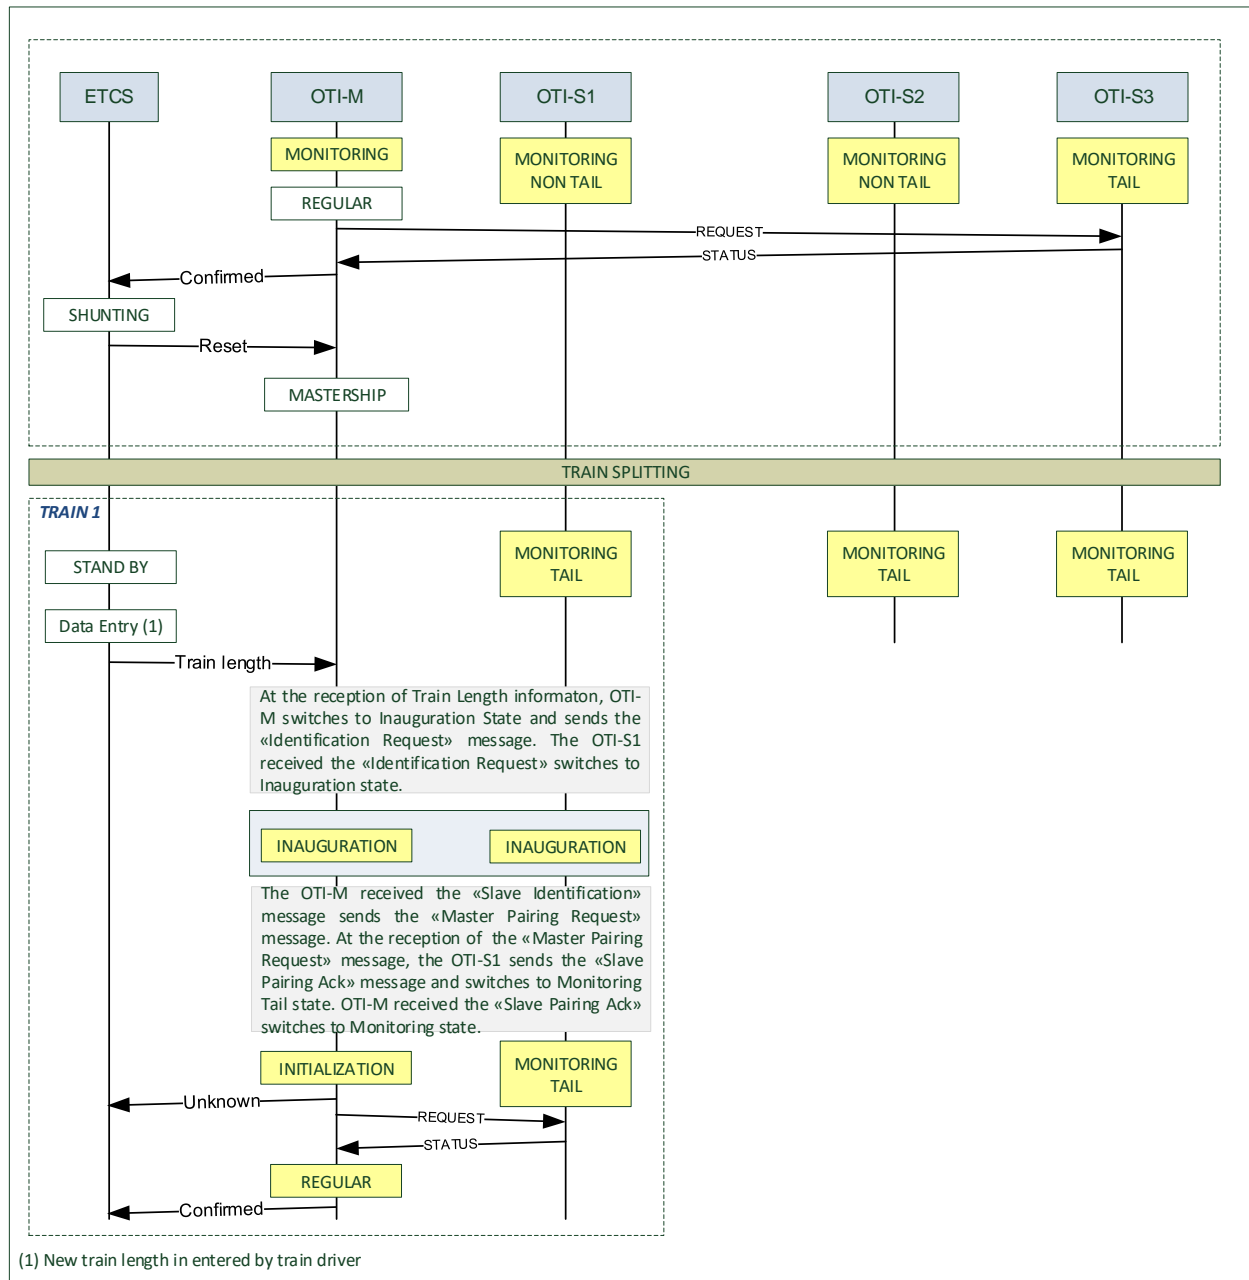 ETCS
OTI-M
OTI-S1
OTI-S2
OTI-S3
MONITORING
MONITORING
NON TAIL
MONITORING
NON TAIL
MONITORING
TAIL
REGULAR
REQUEST
STATUS
Confirmed
SHUNTING
Reset
MASTERSHIP
TRAIN SPLITTING
TRAIN 1
STAND BY
MONITORING
TAIL
MONITORING
TAIL
MONITORING
TAIL
Data Entry (1)
Train length
At the reception of Train Length informaton, OTI-
M switches to Inauguration State and sends the
«Identification Request» message. The OTI-S1
received the «Identification Request» switches to
Inauguration state.
INAUGURATION
INAUGURATION
The OTI-M received the «Slave Identification»
message sends the «Master Pairing Request»
message. At the reception of the «Master Pairing
Request» message, the OTI-S1 sends the «Slave
Pairing Ack» message and switches to Monitoring
Tail state. OTI-M received the «Slave Pairing Ack»
switches to Monitoring state.
INITIALIZATION
MONITORING
TAIL
Unknown
REQUEST
STATUS
REGULAR
Confirmed
(1) New train length in entered by train driver